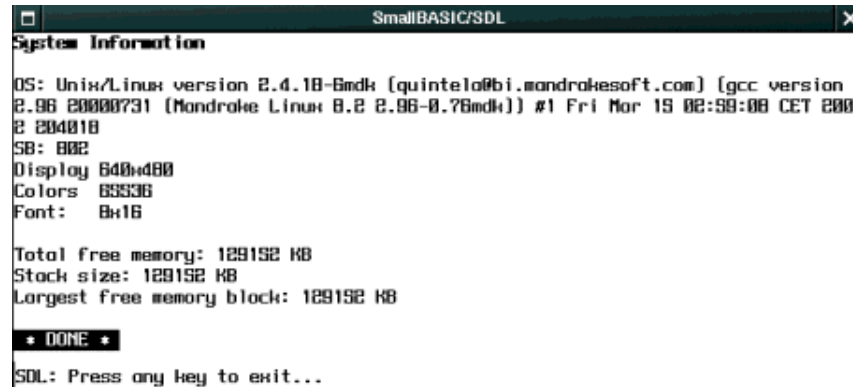 SmallBASIC/SDL
System Information
OS: Unix/Linux version 2.4.18-6mdk (quintela@bi.mandrakesoft.com) (gcc version
2.96 20000731 (Mandrake Linux 8.2 2.96-0.76mdk)) #1 Fri Mar 15 02:59:08 CET 200
2 204018
SB: 802
Display 640x480
Colors 65536
Font: 8x16
Total free memory: 129152 KB
Stack size: 129152 KB
Largest free memory block: 129152 KB
* DONE *
SDL: Press any key to exit...